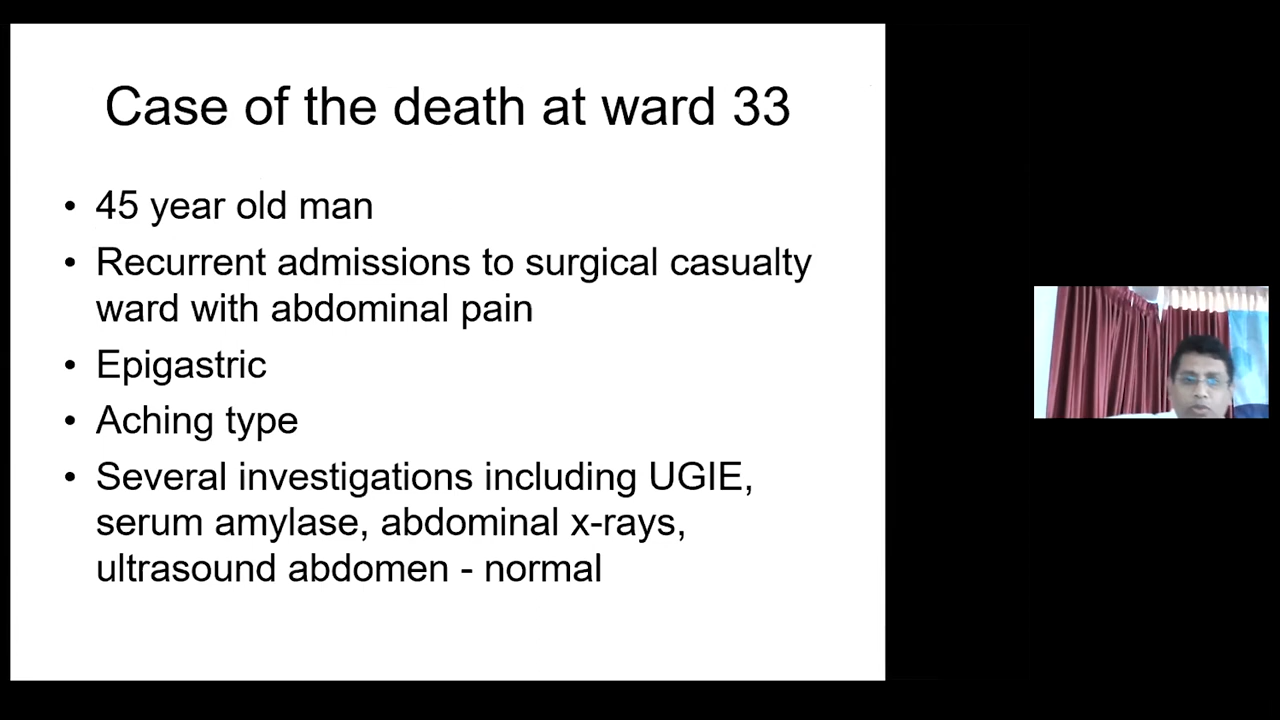 Case of the death at ward 33
• 45 year old man
• Recurrent admissions to surgical casualty
ward with abdominal pain
• Epigastric
• Aching type
• Several investigations including UGIE,
serum amylase, abdominal x-rays,
ultrasound abdomen - normal